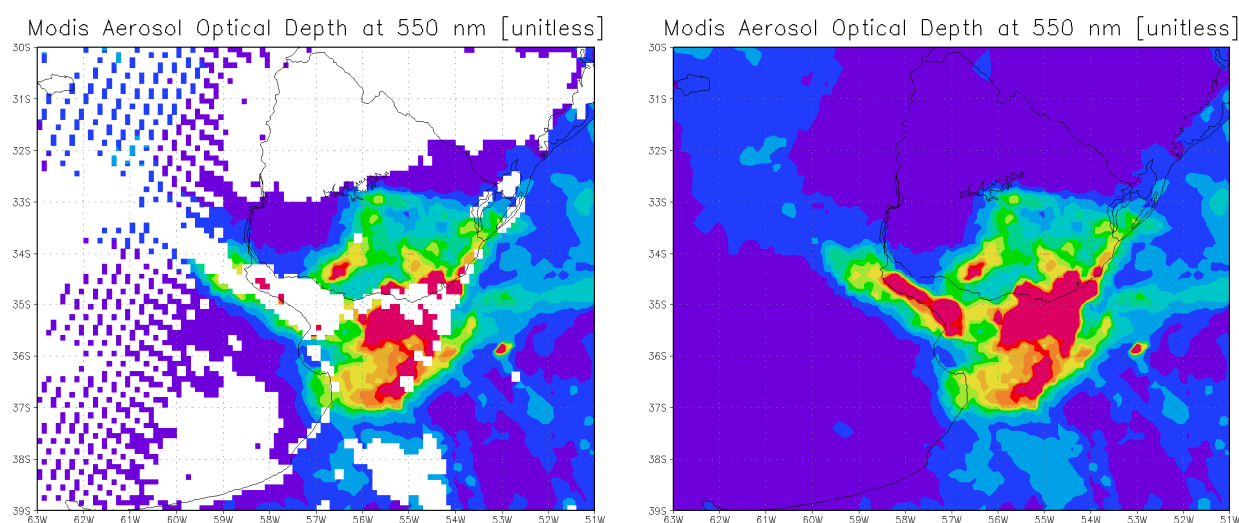 Modis Aerosol Optical Depth at 550 nm [unitless]
30S
31S
32S
33S
34S
35S
36S
37S
38S
39S
63W 62W 61W 60W 59W 58W 57W 56W 55W 54W 53W 52W 51W
Modis Aerosol Optical Depth at 550 nm [unitless]
30S
31S
32S
33S
34S
35S
36S
37S
38S
39S
63W 62W 61W 60W 59W 58W 57W 56W 55W 54W 53W 52W 51W